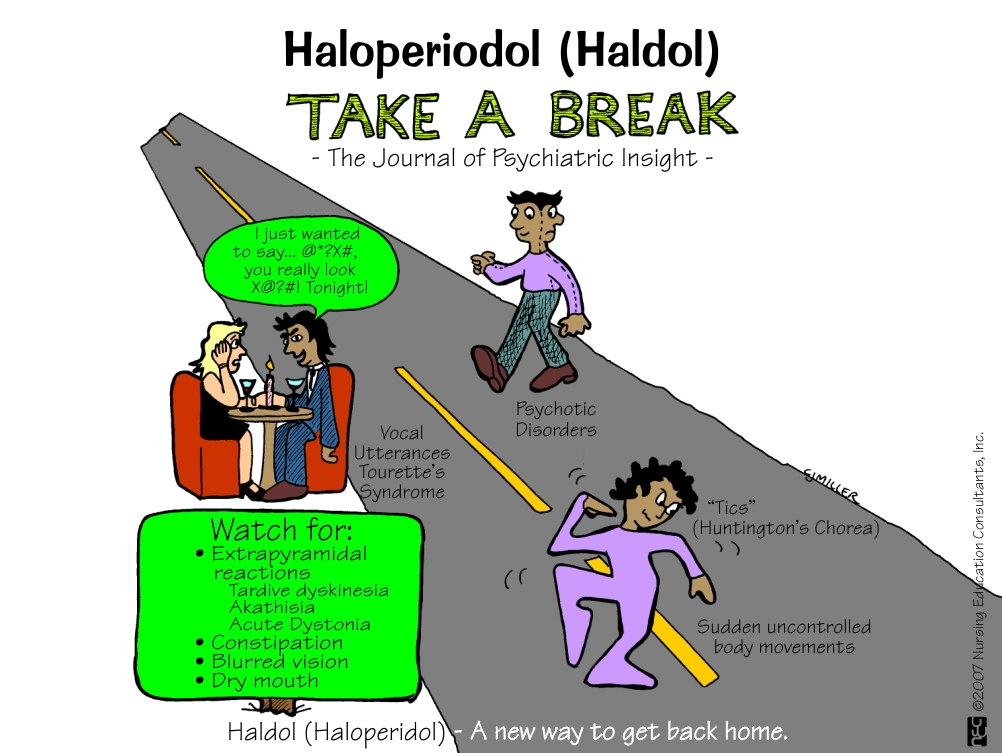 Haloperiodol (Haldol)
TAKE A BREAK
- The Journal of Psychiatric Insight -
I just wanted
to say... @*?X#,
you really look
X@?#! Tonight!
Psychotic
Disorders
Vocal
Utterances
Tourette's
Syndrome
SJMILLER
"Tics"
(Huntington's Chorea)
Sudden uncontrolled
body movements
Watch for:
• Extrapyramidal
reactions
Tardive dyskinesia
Akathisia
Acute Dystonia
• Constipation
• Blurred vision
• Dry mouth
Haldol (Haloperidol) - A new way to get back home.
©2007 Nursing Education Consultants, Inc.